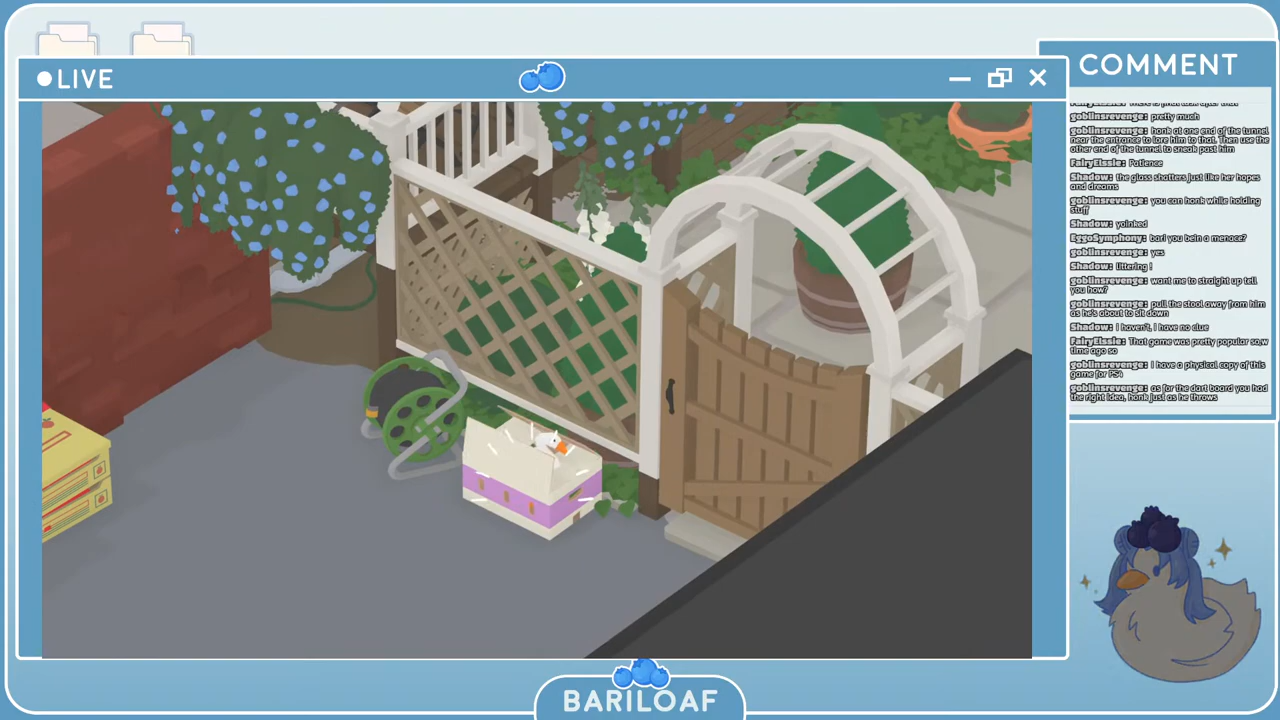 LIVE
COMMENT
goblinsrevenge: pretty much
goblinsrevenge: honk at one end of the tunnel
near the entrance to lore him to that. Then use the
other end of the tunnel to sneak past him
FairyElssie: Patience
Shadow: the glass shatters just like her hopes
and dreams
goblinsrevenge: you can honk while holding
stuff
Shadow: yoinked
EggoSymphony: bari you bein a menace?
goblinsrevenge: yes
Shadow: littering !
goblinsrevenge: want me to straight up tell
you how?
goblinsrevenge: pull the stool away from him
as he's about to sit down
Shadow: I haven't, I have no clue
FairyElssie: That game was pretty popular so,w
time ago so
goblinsrevenge: I have a physical copy of this
game for PS4
goblinsrevenge: as for the dart board you had
the right idea, honk just as he throws
BARILOAF